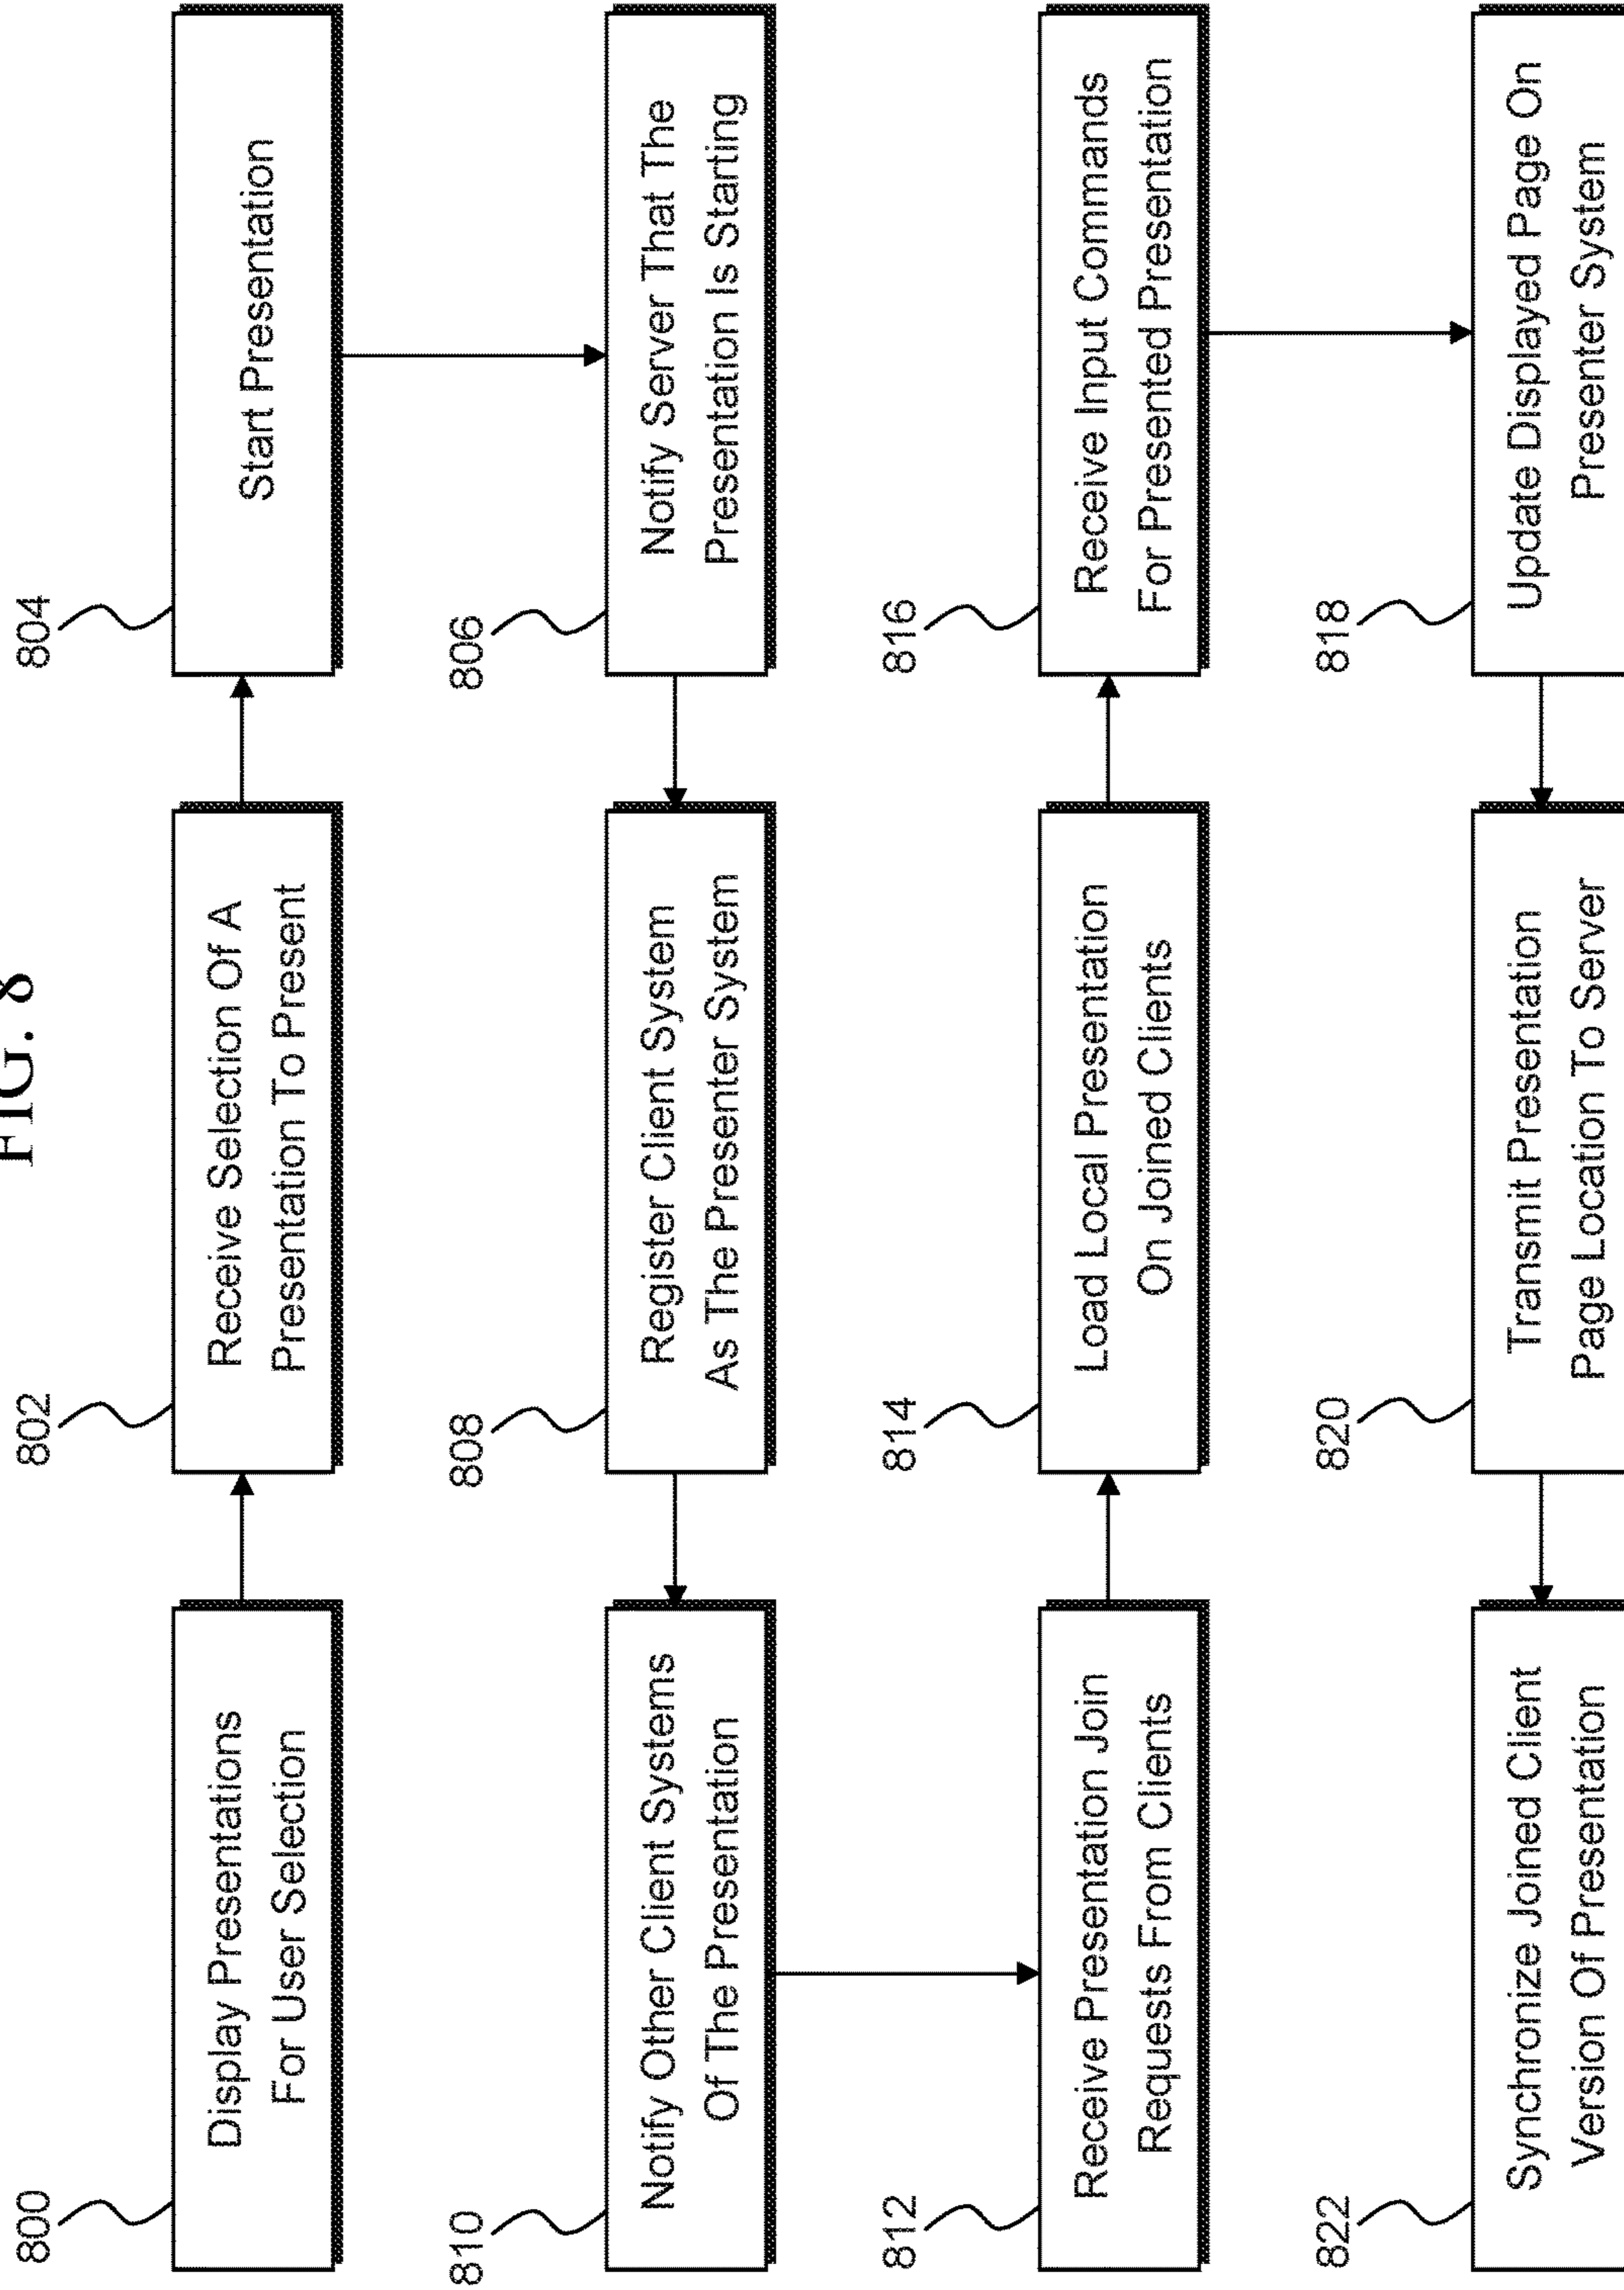 FIG. 8
800
802
804
Display Presentations
For User Selection
Receive Selection Of A
Presentation To Present
Start Presentation
810
808
806
Notify Other Client Systems
Of The Presentation
Register Client System
As The Presenter System
Notify Server That The
Presentation Is Starting
812
814
816
Receive Presentation Join
Requests From Clients
Load Local Presentation
On Joined Clients
Receive Input Commands
For Presented Presentation
822
820
818
Synchronize Joined Client
Version Of Presentation
Transmit Presentation
Page Location To Server
Update Displayed Page On
Presenter System